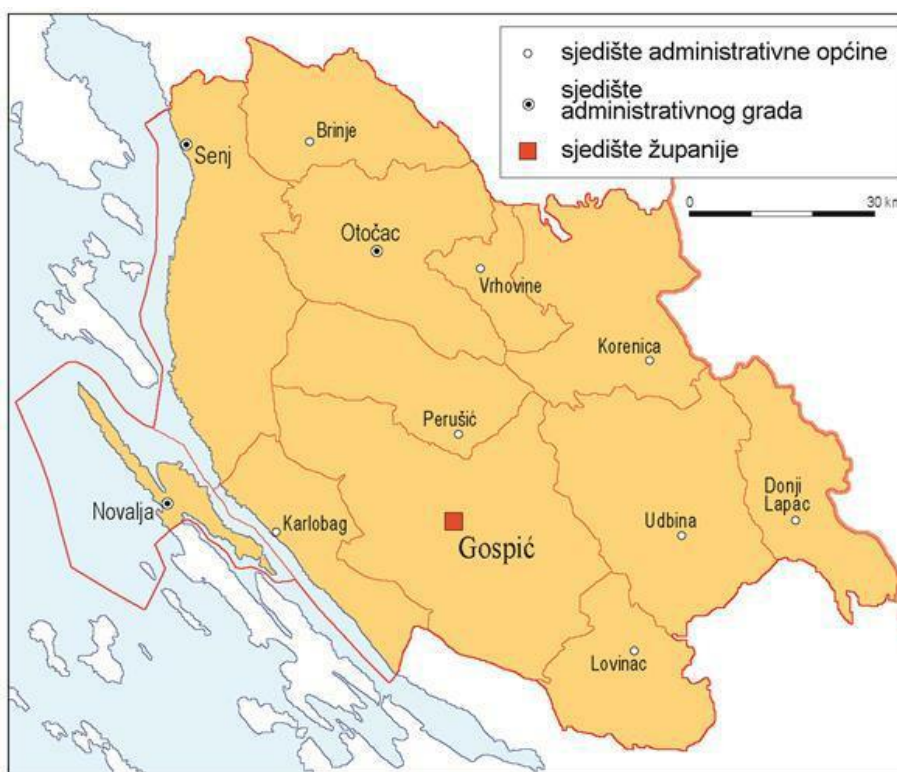 sjedište administrativne općine
sjedište
administrativnog grada
sjedište županije
0 30 km
Brinje
Senj
Otočac
Vrhovine
Korenica
Perušić
Novalja
Karlobag
Gospić
Udbina
Donji
Lapac
Lovinac